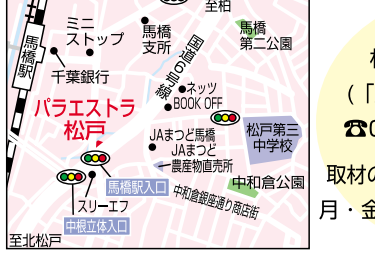 至柏
ミニ
ストップ
馬橋
支所
馬橋
第二公園
国道6号線
馬橋駅
千葉銀行
ネッツ
BOOK OFF
パラエストラ
松戸
JAまつど馬橋
JAまつど
農産物直売所
松戸第三
中学校
馬橋駅入口
中和倉公園
中和倉銀座通り商店街
スリーエフ
中根立体入口
至北松戸
(「
☎0
取材の
月・金